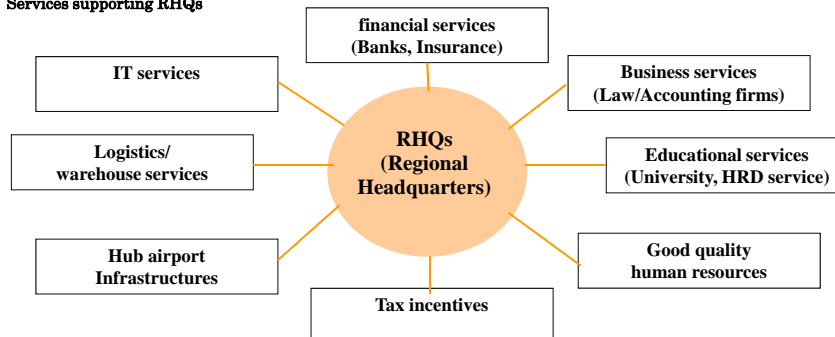 Services supporting RHQs
financial services
(Banks, Insurance)
IT services
Business services
(Law/Accounting firms)
RHQs
(Regional
Headquarters)
Logistics/
warehouse services
Educational services
(University, HRD service)
Hub airport
Infrastructures
Good quality
human resources
Tax incentives